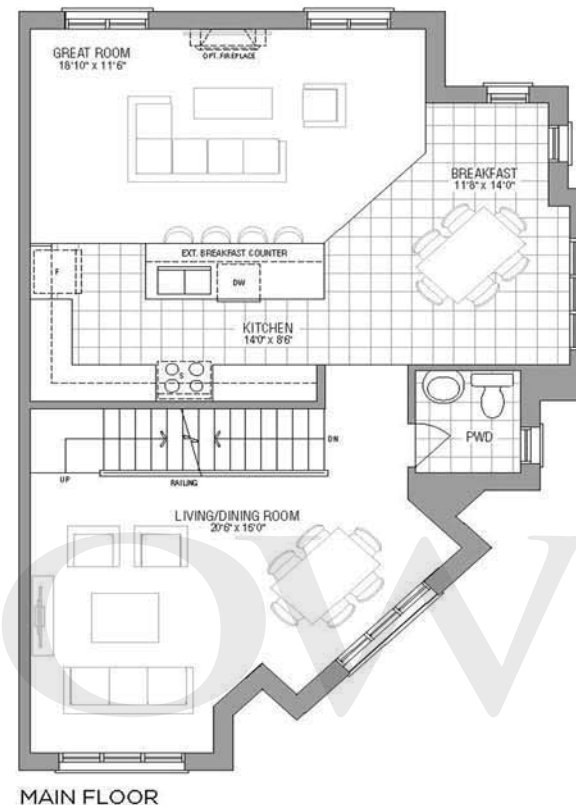 GREAT ROOM
18'10" x 11'6"
OPT. FIREPLACE
BREAKFAST
11'8" x 14'0"
EXT. BREAKFAST COUNTER
F
DW
KITCHEN
14'0" x 8'6"
S
PWD
UP
DN
RAILING
LIVING/DINING ROOM
20'6" x 16'0"
OW
MAIN FLOOR